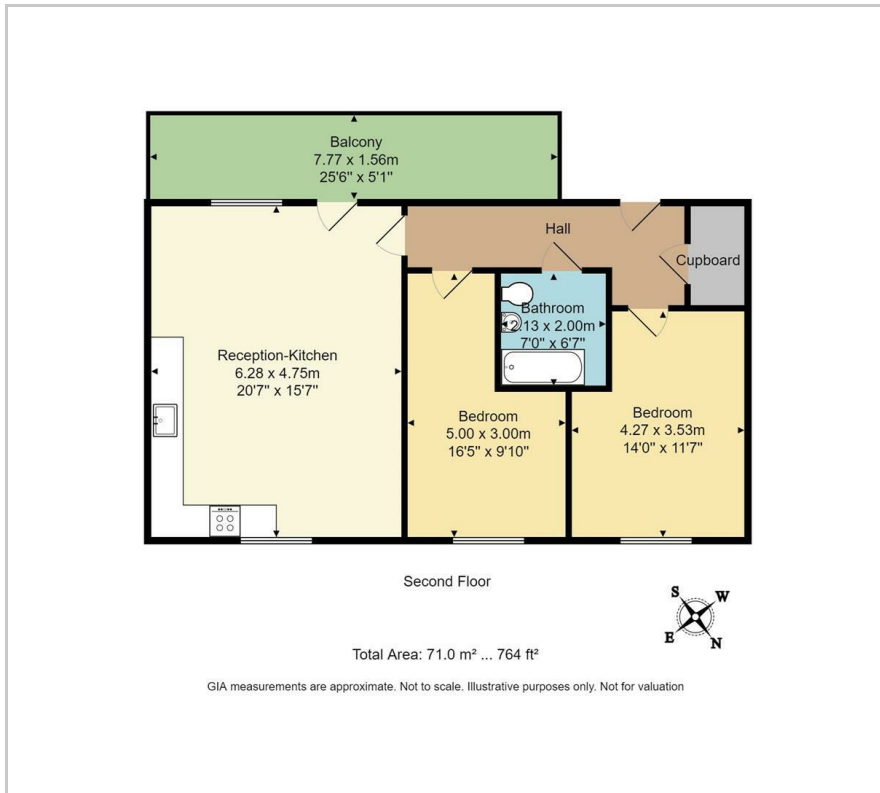 Balcony
7.77 x 1.56m
25'6" x 5'1"
Hall
Cupboard
Bathroom
2.13 x 2.00m
7'0" x 6'7"
Reception-Kitchen
6.28 x 4.75m
20'7" x 15'7"
Bedroom
5.00 x 3.00m
16'5" x 9'10"
Bedroom
4.27 x 3.53m
14'0" x 11'7"
Second Floor
S W
E N
Total Area: 71.0 m² ... 764 ft²
GIA measurements are approximate. Not to scale. Illustrative purposes only. Not for valuation